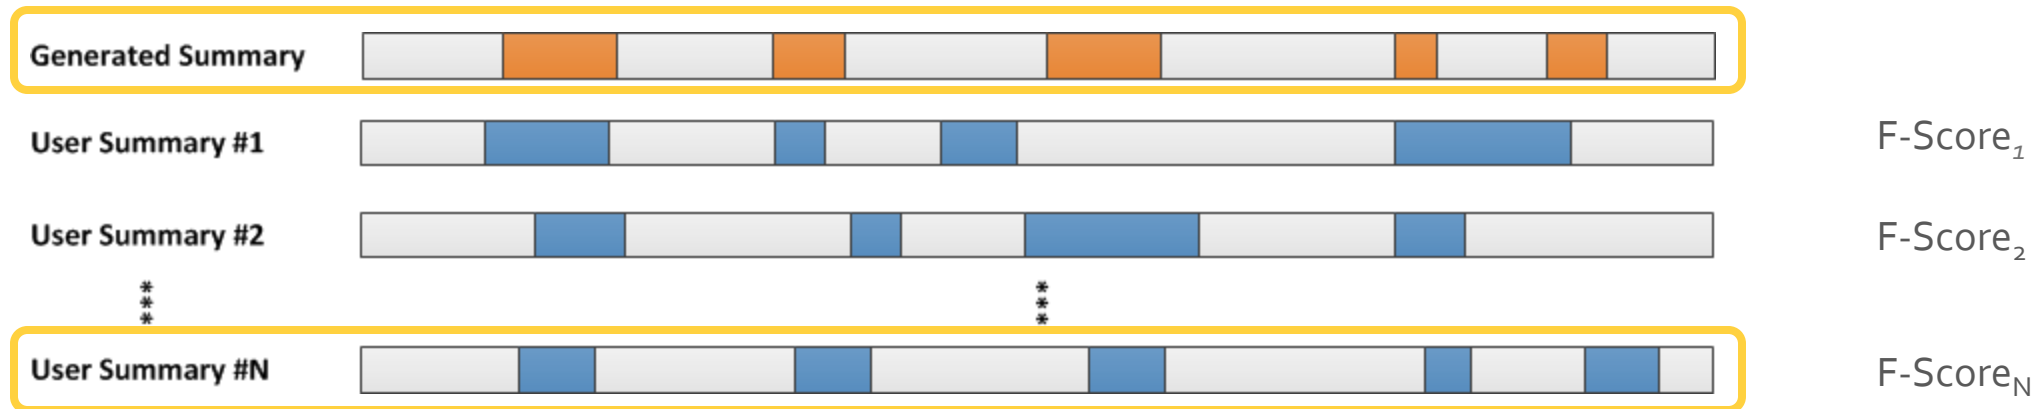 Generated Summary
User Summary #1 F-Score1
User Summary #2 F-Score2
*** ***
User Summary #N F-ScoreN